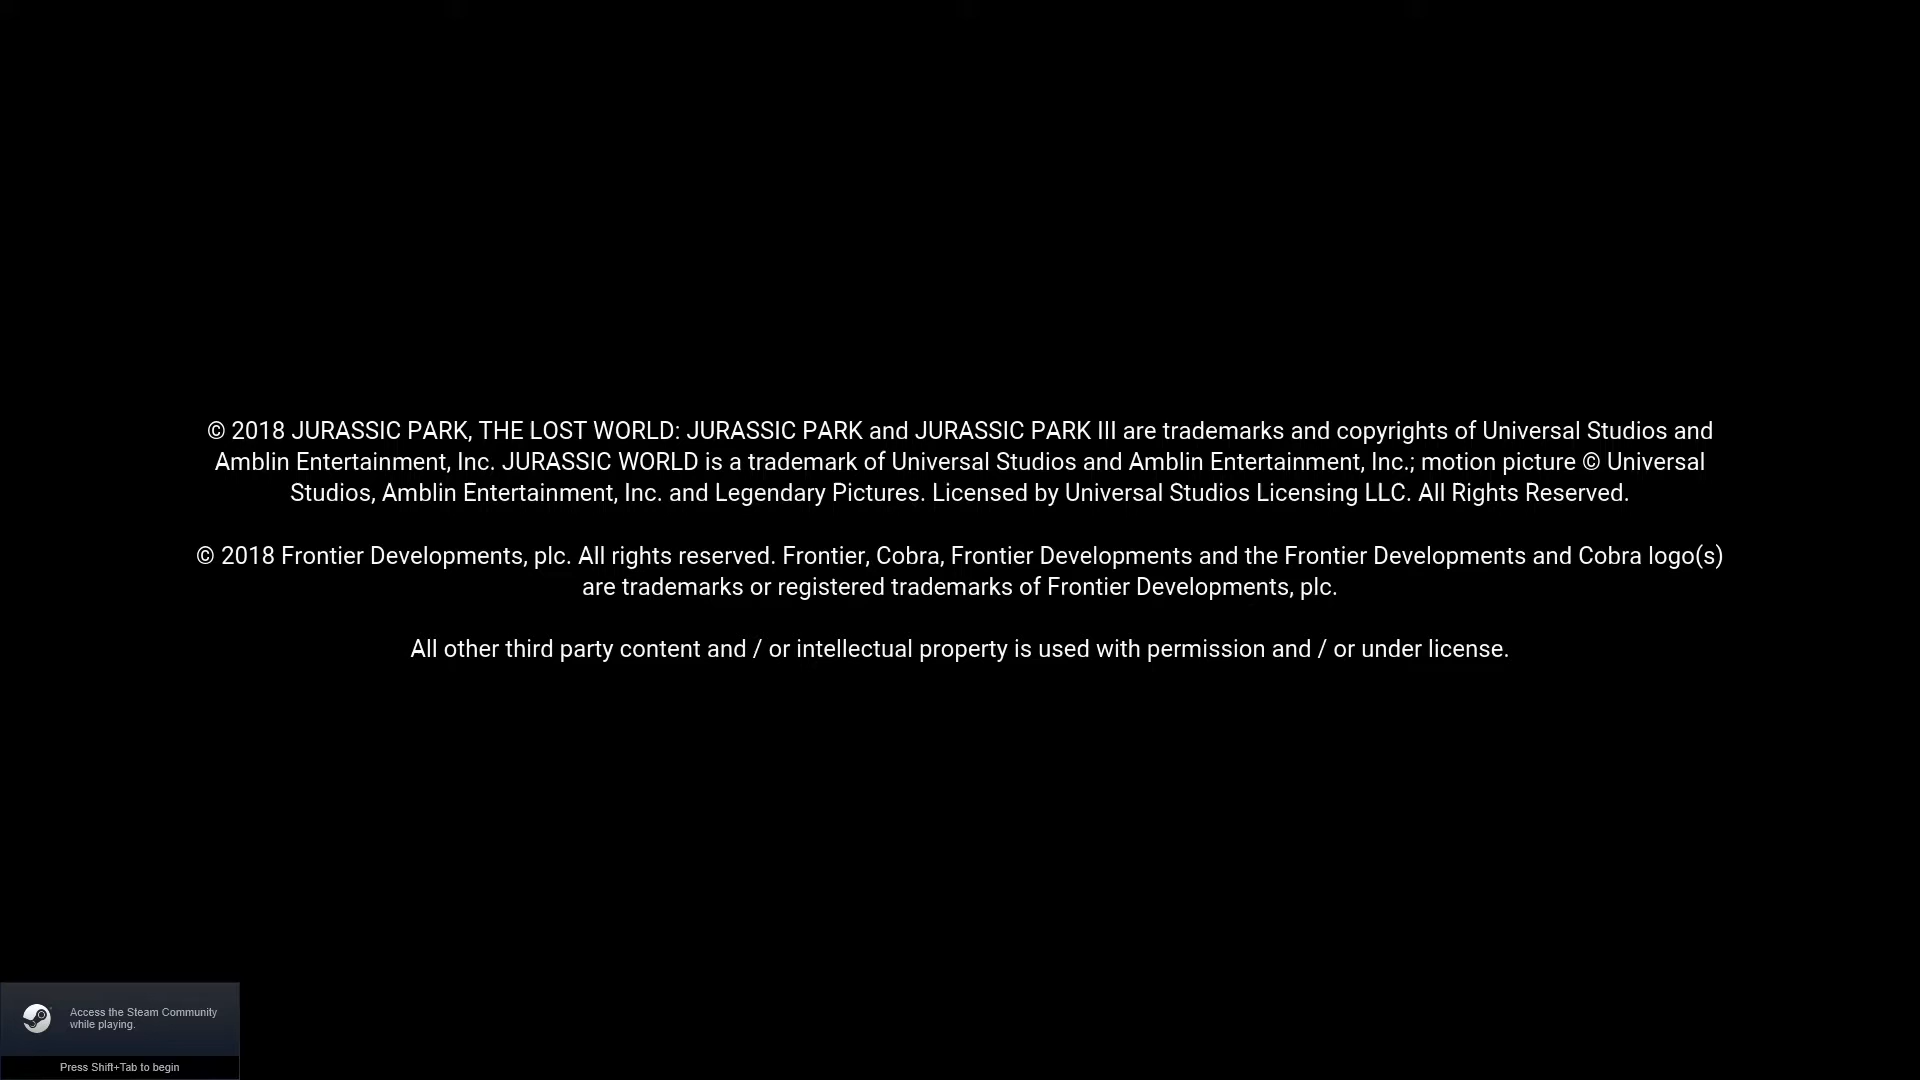 © 2018 JURASSIC PARK, THE LOST WORLD: JURASSIC PARK and JURASSIC PARK III are trademarks and copyrights of Universal Studios and
Amblin Entertainment, Inc. JURASSIC WORLD is a trademark of Universal Studios and Amblin Entertainment, Inc.; motion picture © Universal
Studios, Amblin Entertainment, Inc. and Legendary Pictures. Licensed by Universal Studios Licensing LLC. All Rights Reserved.
© 2018 Frontier Developments, plc. All rights reserved. Frontier, Cobra, Frontier Developments and the Frontier Developments and Cobra logo(s)
are trademarks or registered trademarks of Frontier Developments, plc.
All other third party content and / or intellectual property is used with permission and / or under license.
Access the Steam Community
while playing.
Press Shift+Tab to begin